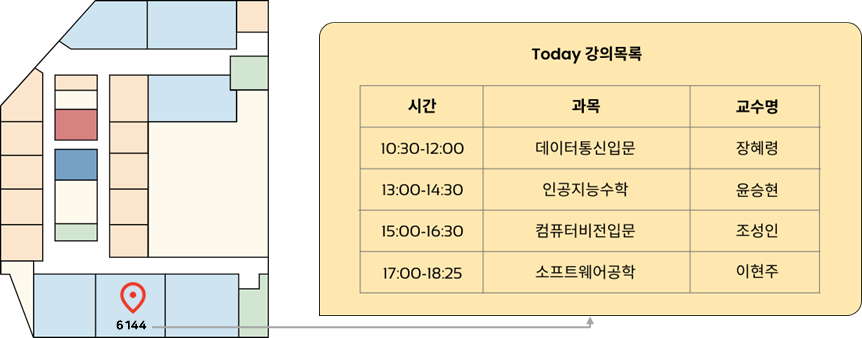 Today 강의목록
시간 과목 교수명
10:30-12:00 데이터통신입문 장혜령
13:00-14:30 인공지능수학 윤승현
15:00-16:30 컴퓨터비전입문 조성인
17:00-18:25 소프트웨어공학 이현주
6144